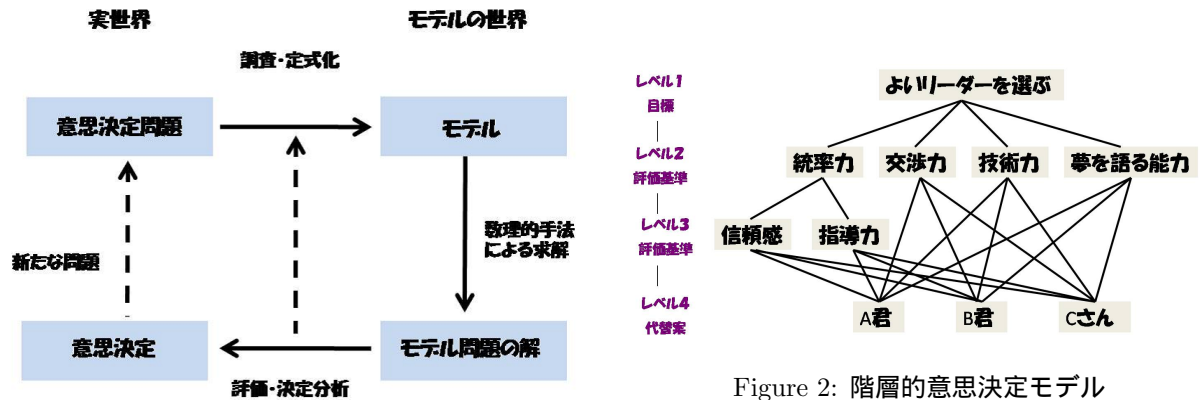 実世界
モデルの世界
調査・定式化
意思決定問題
モデル
数理的手法
による求解
新たな問題
意思決定
モデル問題の解
評価・決定分析
レベル1
目標
よいリーダーを選ぶ
レベル2
評価基準
統率力
交渉力
技術力
夢を語る能力
レベル3
評価基準
信頼感
指導力
レベル4
代替案
A君
B君
Cさん
Figure 2: 階層的意思決定モデル